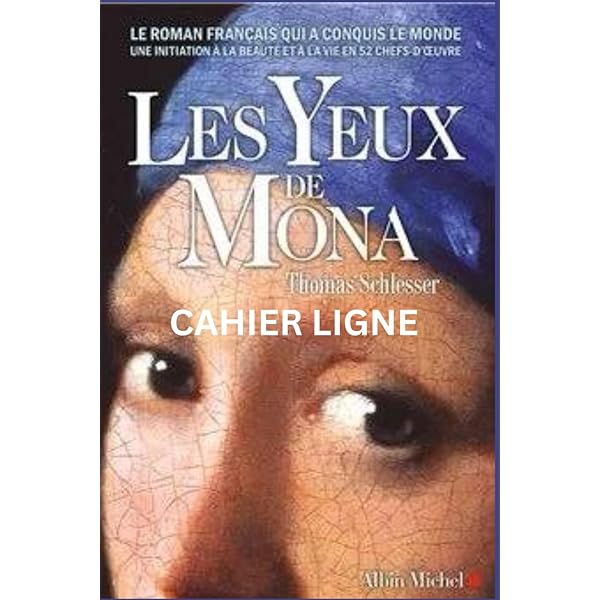 LE ROMAN FRANÇAIS QUI A CONQUIS LE MONDE
UNE INITIATION À LA BEAUTÉ ET À LA VIE EN 52 CHEFS-D'ŒUVRE
LES YEUX
DE
MONA
Thomas Schlesser
CAHIER LIGNE
Albin Michel